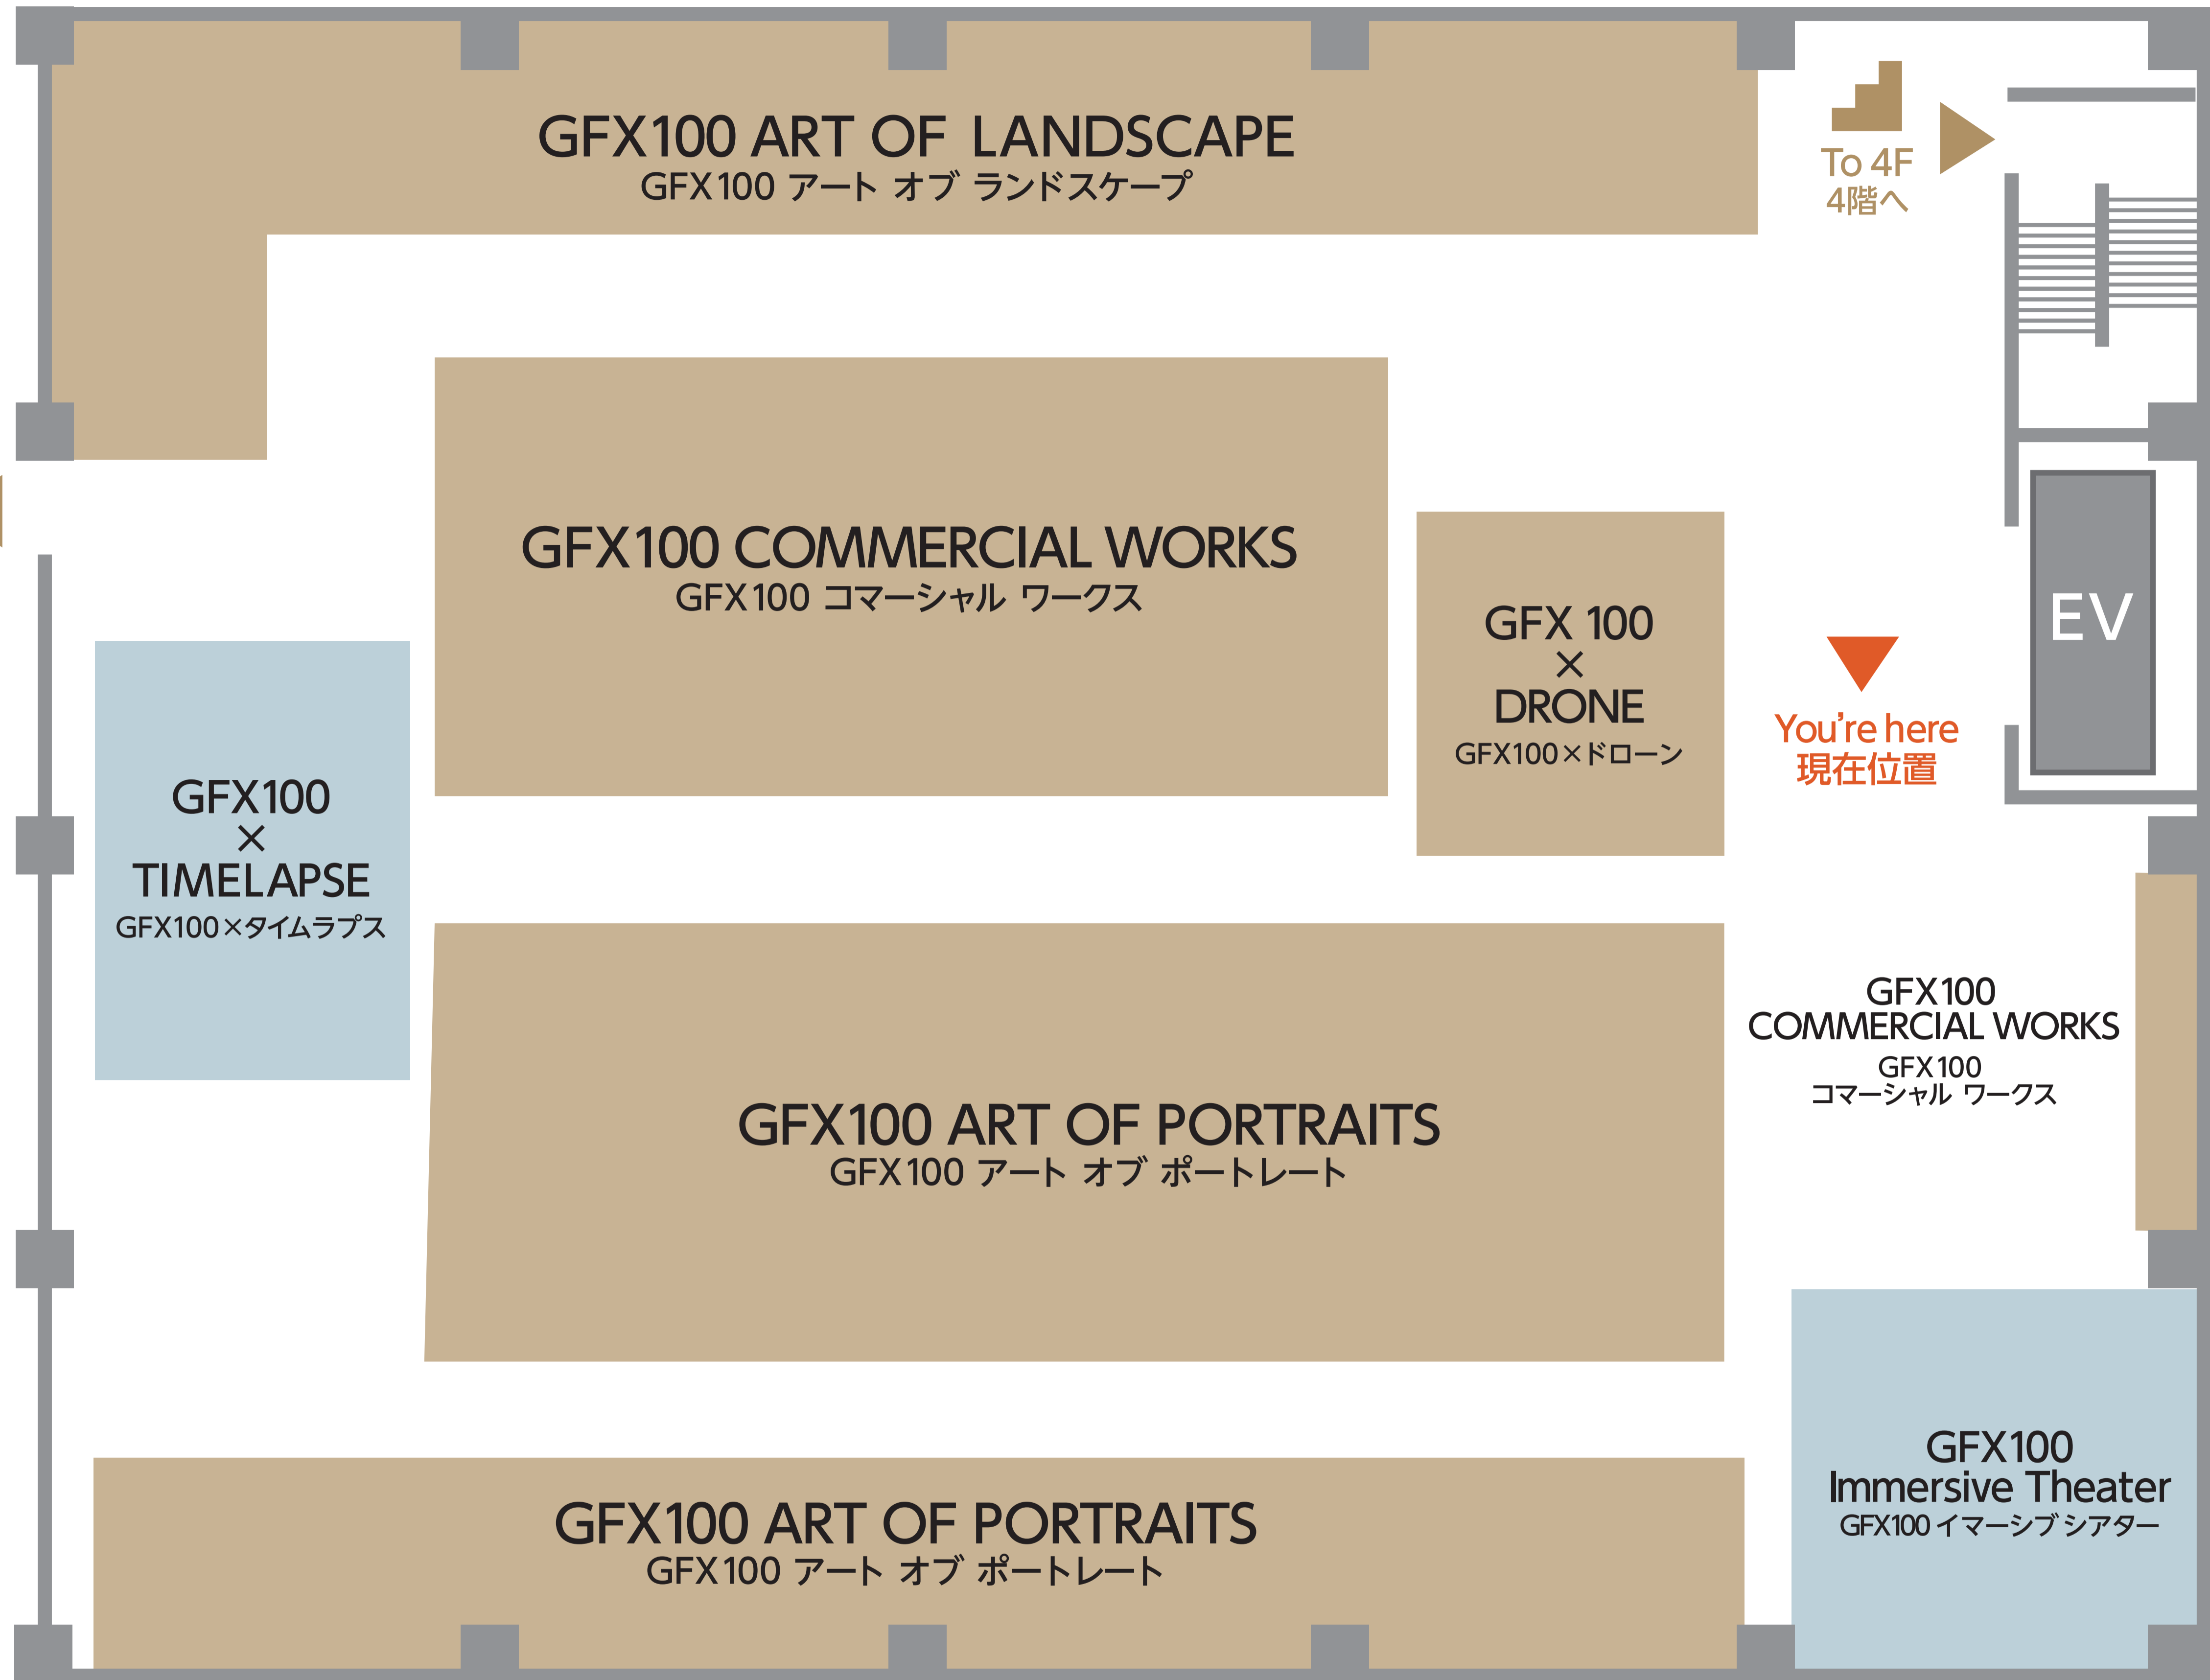 GFX100 ART OF LANDSCAPE
GFX100 アート オブ ランドスケープ
To 4F
4階へ
GFX100 COMMERCIAL WORKS
GFX100 コマーシャル ワークス
GFX 100
×
DRONE
GFX100×ドローン
EV
You're here
現在位置
GFX100
×
TIMELAPSE
GFX100×タイムラプス
GFX100
COMMERCIAL WORKS
GFX100
コマーシャル ワークス
GFX100 ART OF PORTRAITS
GFX100 アート オブ ポートレート
GFX100
Immersive Theater
GFX100 イマーシブ シアター
GFX100 ART OF PORTRAITS
GFX100 アート オブ ポートレート